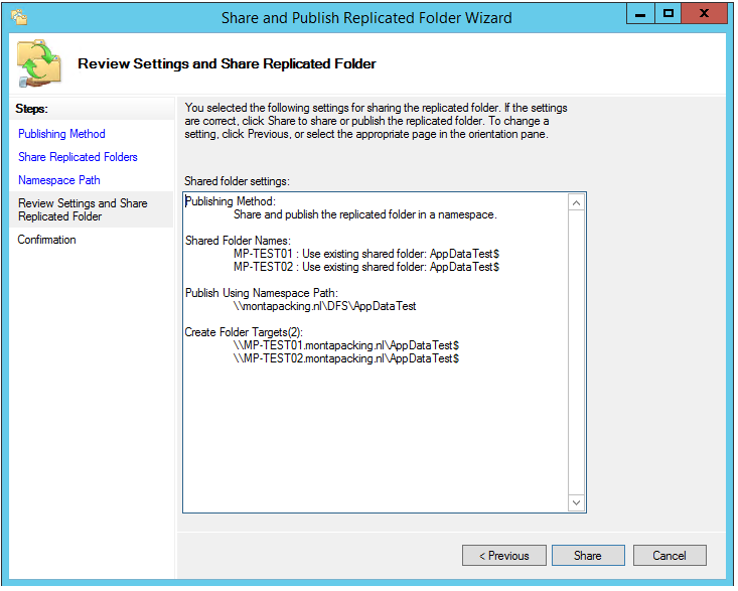 Share and Publish Replicated Folder Wizard
Review Settings and Share Replicated Folder
Steps:
Publishing Method
Share Replicated Folders
Namespace Path
Review Settings and Share
Replicated Folder
Confirmation
You selected the following settings for sharing the replicated folder. If the settings
are correct, click Share to share or publish the replicated folder. To change a
setting, click Previous, or select the appropriate page in the orientation pane.
Shared folder settings:
Publishing Method:
Share and publish the replicated folder in a namespace.
Shared Folder Names:
MP-TEST01 : Use existing shared folder: AppDataTest$
MP-TEST02 : Use existing shared folder: AppDataTest$
Publish Using Namespace Path:
\\montapacking.nl\DFS\AppDataTest
Create Folder Targets(2):
\\MP-TEST01.montapacking.nl\AppDataTest$
\\MP-TEST02.montapacking.nl\AppDataTest$
< Previous
Share
Cancel